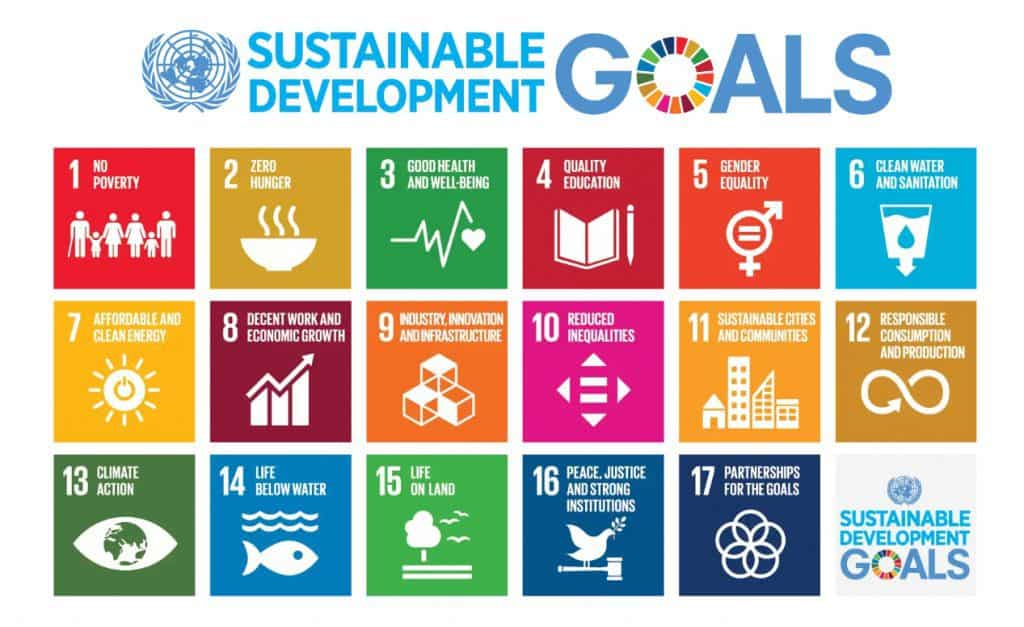 SUSTAINABLE
DEVELOPMENT
GOALS
1 NO
POVERTY
2 ZERO
HUNGER
3 GOOD HEALTH
AND WELL-BEING
4 QUALITY
EDUCATION
5 GENDER
EQUALITY
6 CLEAN WATER
AND SANITATION
7 AFFORDABLE AND
CLEAN ENERGY
8 DECENT WORK AND
ECONOMIC GROWTH
9 INDUSTRY, INNOVATION
AND INFRASTRUCTURE
10 REDUCED
INEQUALITIES
11 SUSTAINABLE CITIES
AND COMMUNITIES
12 RESPONSIBLE
CONSUMPTION
AND PRODUCTION
13 CLIMATE
ACTION
14 LIFE
BELOW WATER
15 LIFE
ON LAND
16 PEACE, JUSTICE
AND STRONG
INSTITUTIONS
17 PARTNERSHIPS
FOR THE GOALS
SUSTAINABLE
DEVELOPMENT
GOALS